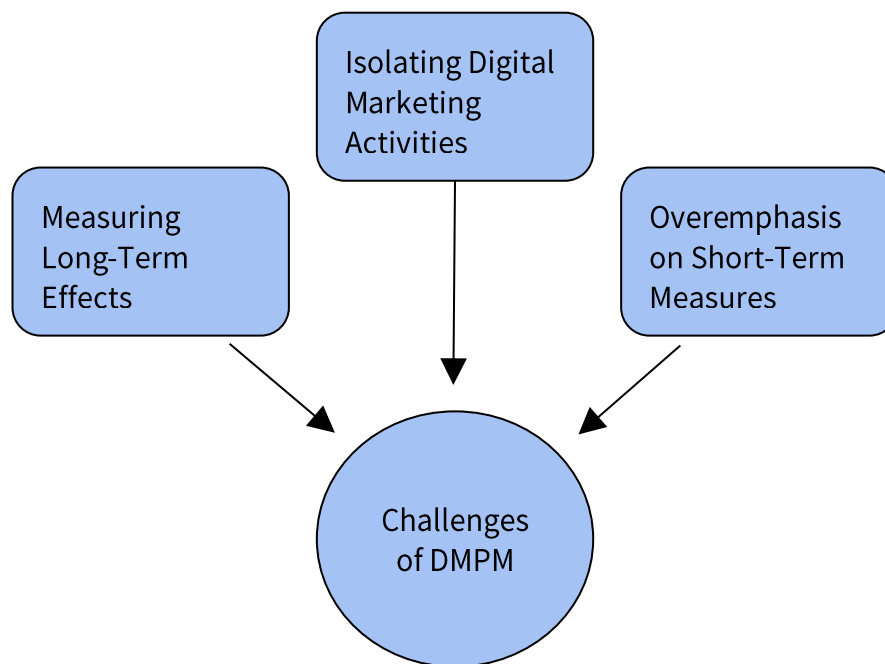 Isolating Digital
Marketing
Activities
Measuring
Long-Term
Effects
Overemphasis
on Short-Term
Measures
Challenges
of DMPM